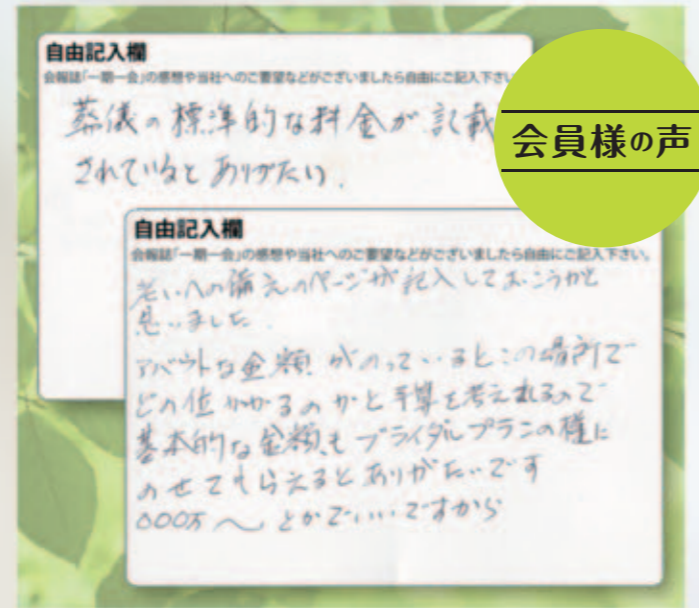 自由記入欄
会報誌「一期一会」の感想や当社へのご要望などがございましたら自由にご記入下さい
葬儀の標準的な料金が記載
されているとありがたい.
会員様の声
自由記入欄
会報誌「一期一会」の感想や当社へのご要望などがございましたら自由にご記入下さい。
老いへの備えのページが記入しておこうかと
思いました.
アバウトな金額がのっているとこの場所で
どの位かかるのかと予算を考えれるので
基本的な金額もブライダルプランの様に
のせてもらえるとありがたいです
000万〜とかでいいですから